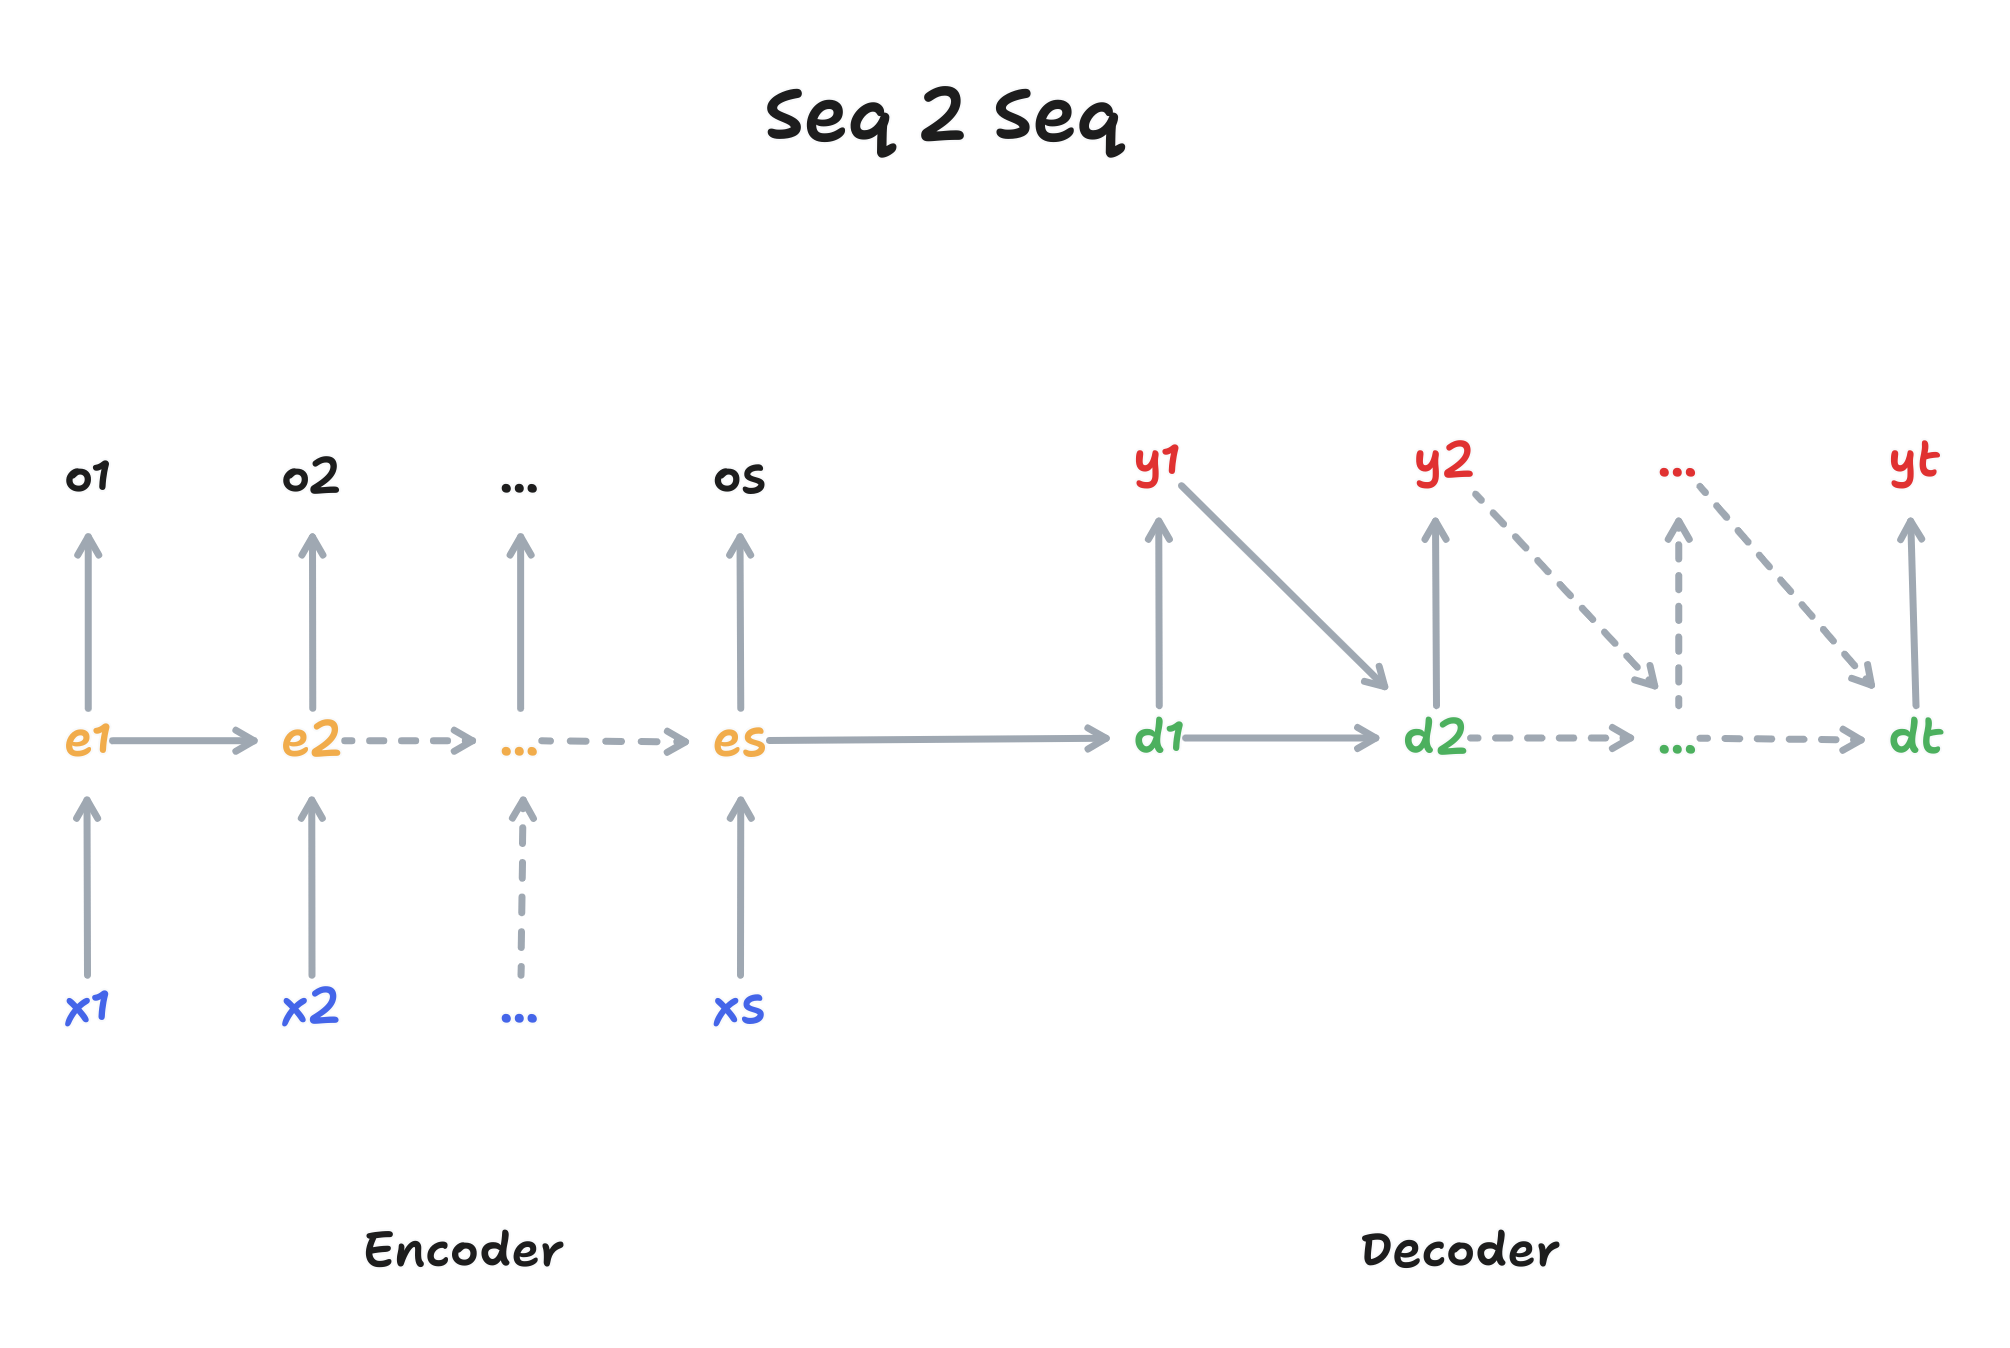 Seq 2 Seq
o1 o2 ... os y1 y2 ... yt
e1 e2 ... es d1 d2 ... dt
x1 x2 ... xs
Encoder Decoder